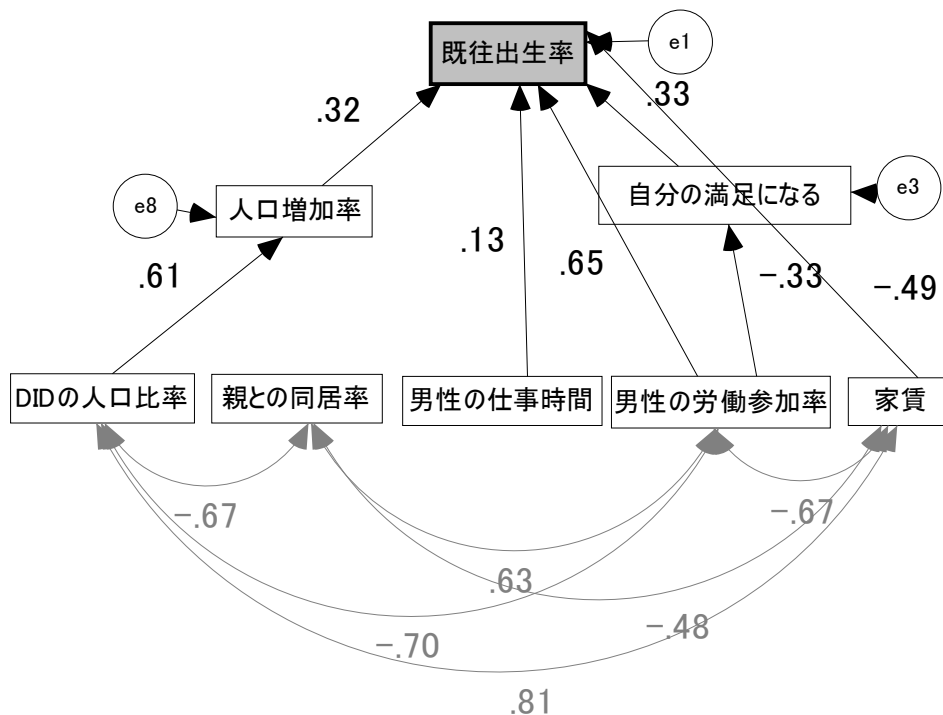 既往出生率
e1
.32
.33
e8
人口増加率
自分の満足になる
e3
.61
.13
.65
-.33
-.49
DIDの人口比率
親との同居率
男性の仕事時間
男性の労働参加率
家賃
-.67
-.67
.63
-.70
-.48
.81